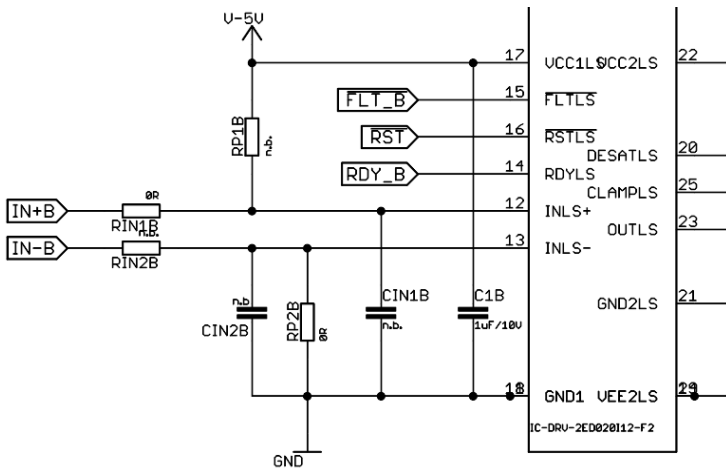 V-5V
17 VCC1LS VCC2LS 22
FLT_B 15 FLTLS
RP1B
n.b.
RST 16 RSTLS
DESATLS 20
RDY_B 14 RDYLS
CLAMPLS 25
0R
IN+B 12 INLS+
RIN1B
OUTLS 23
n.b.
IN-B 13 INLS-
RIN2B
n.b
CIN2B
RP2B
0R
CIN1B
n.b.
C1B
1uF/10V
GND2LS 21
18 GND1 VEE2LS
IC-DRV-2ED020I12-F2
GND